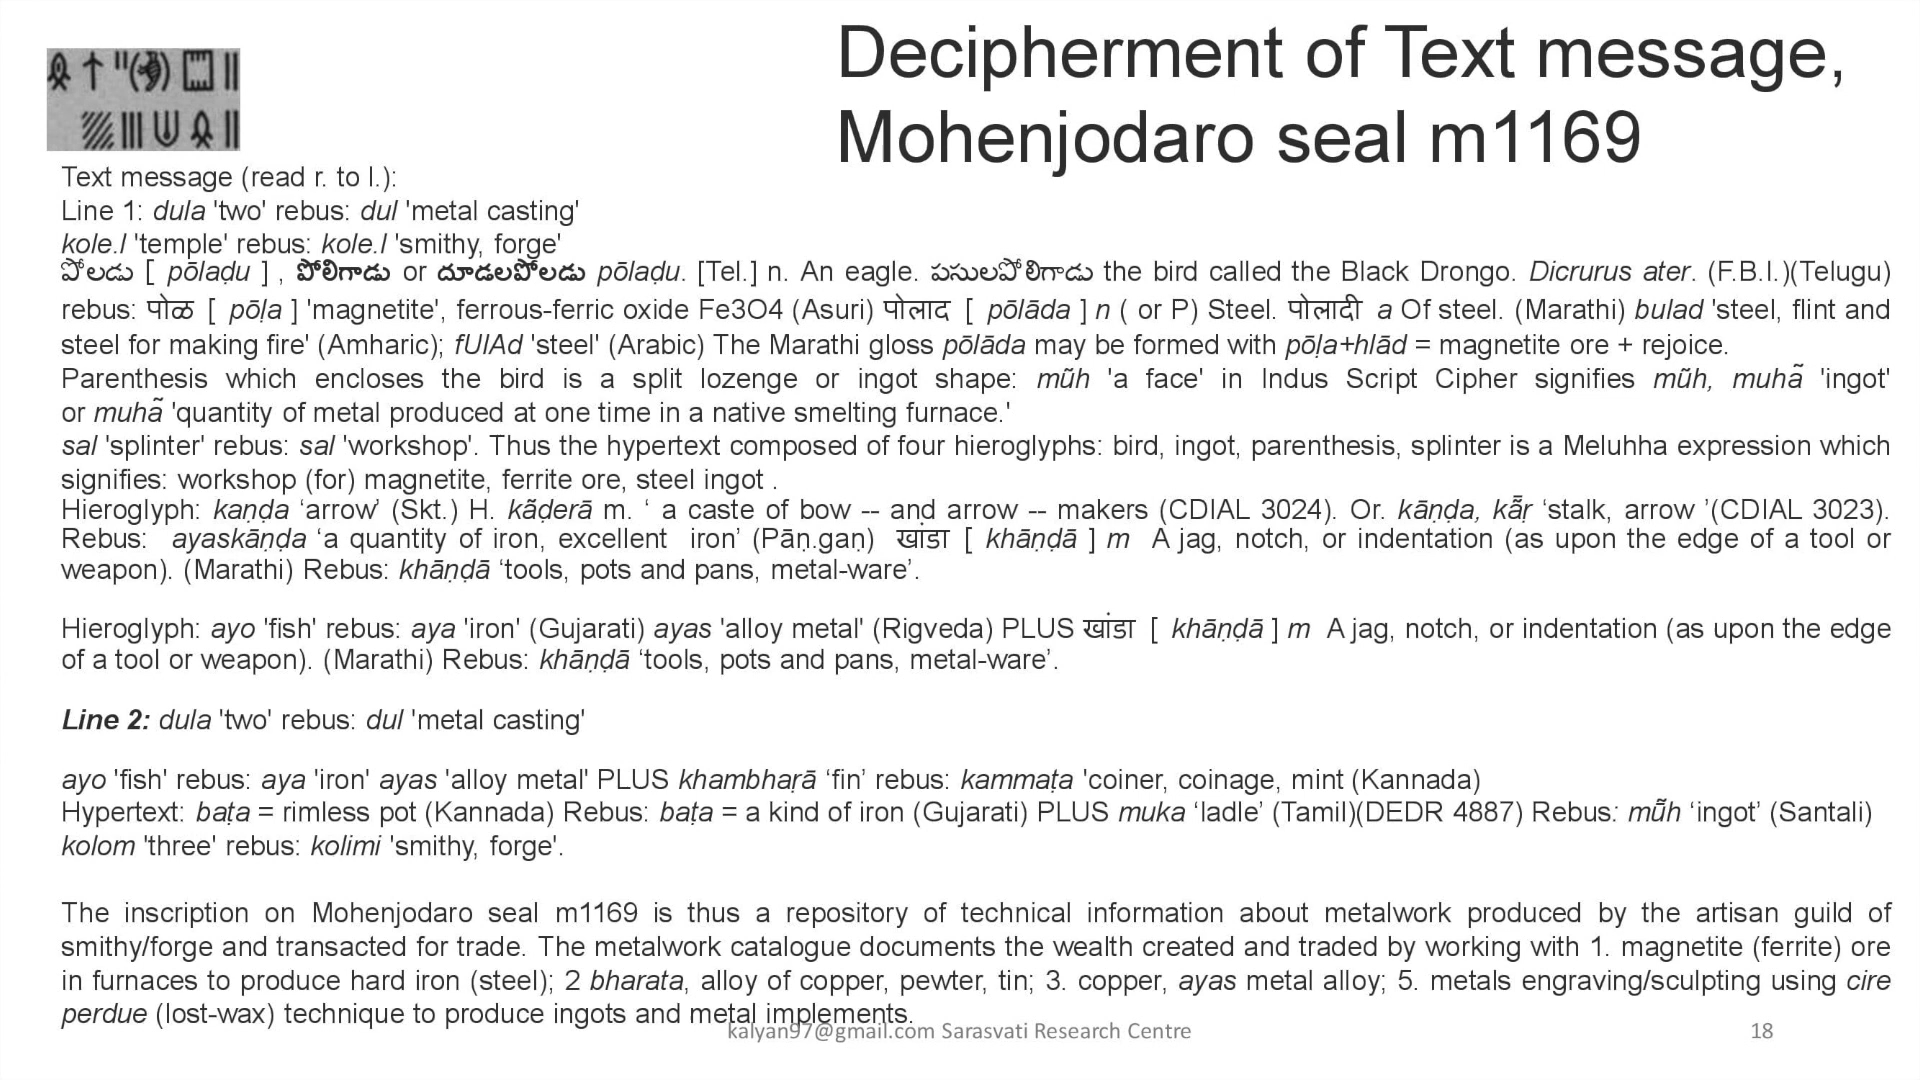 Decipherment of Text message,
Mohenjodaro seal m1169
Text message (read r. to l.):
Line 1: dula 'two' rebus: dul 'metal casting'
kole.l 'temple' rebus: kole.l 'smithy, forge'
పోలడు [ pōlaḍu ] , పోలిగాడు or దూడలపోలడు pōlaḍu. [Tel.] n. An eagle. పసులపోలిగాడు the bird called the Black Drongo. Dicrurus ater. (F.B.I.)(Telugu)
rebus: पोळ [ pōḷa ] 'magnetite', ferrous-ferric oxide Fe3O4 (Asuri) पोलाद [ pōlāda ] n ( or P) Steel. पोलादी a Of steel. (Marathi) bulad 'steel, flint and
steel for making fire' (Amharic); fUlAd 'steel' (Arabic) The Marathi gloss pōlāda may be formed with pōḷa+hlād = magnetite ore + rejoice.
Parenthesis which encloses the bird is a split lozenge or ingot shape: mũh 'a face' in Indus Script Cipher signifies mũh, muhã 'ingot'
or muhã 'quantity of metal produced at one time in a native smelting furnace.'
sal 'splinter' rebus: sal 'workshop'. Thus the hypertext composed of four hieroglyphs: bird, ingot, parenthesis, splinter is a Meluhha expression which
signifies: workshop (for) magnetite, ferrite ore, steel ingot .
Hieroglyph: kaṇḍa ‘arrow’ (Skt.) H. kãḍerā m. ‘ a caste of bow -- and arrow -- makers (CDIAL 3024). Or. kāṇḍa, kā̃ṛ ‘stalk, arrow ’(CDIAL 3023).
Rebus: ayaskāṇḍa ‘a quantity of iron, excellent iron’ (Pāṇ.gaṇ) खांडा [ khāṇḍā ] m A jag, notch, or indentation (as upon the edge of a tool or
weapon). (Marathi) Rebus: khāṇḍā ‘tools, pots and pans, metal-ware’.
Hieroglyph: ayo 'fish' rebus: aya 'iron' (Gujarati) ayas 'alloy metal' (Rigveda) PLUS खांडा [ khāṇḍā ] m A jag, notch, or indentation (as upon the edge
of a tool or weapon). (Marathi) Rebus: khāṇḍā ‘tools, pots and pans, metal-ware’.
Line 2: dula 'two' rebus: dul 'metal casting'
ayo 'fish' rebus: aya 'iron' ayas 'alloy metal' PLUS khambhaṛā ‘fin’ rebus: kammaṭa 'coiner, coinage, mint (Kannada)
Hypertext: baṭa = rimless pot (Kannada) Rebus: baṭa = a kind of iron (Gujarati) PLUS muka ‘ladle’ (Tamil)(DEDR 4887) Rebus: mū̃h ‘ingot’ (Santali)
kolom 'three' rebus: kolimi 'smithy, forge'.
The inscription on Mohenjodaro seal m1169 is thus a repository of technical information about metalwork produced by the artisan guild of
smithy/forge and transacted for trade. The metalwork catalogue documents the wealth created and traded by working with 1. magnetite (ferrite) ore
in furnaces to produce hard iron (steel); 2 bharata, alloy of copper, pewter, tin; 3. copper, ayas metal alloy; 5. metals engraving/sculpting using cire
perdue (lost-wax) technique to produce ingots and metal implements.
kalyan97@gmail.com Sarasvati Research Centre
18